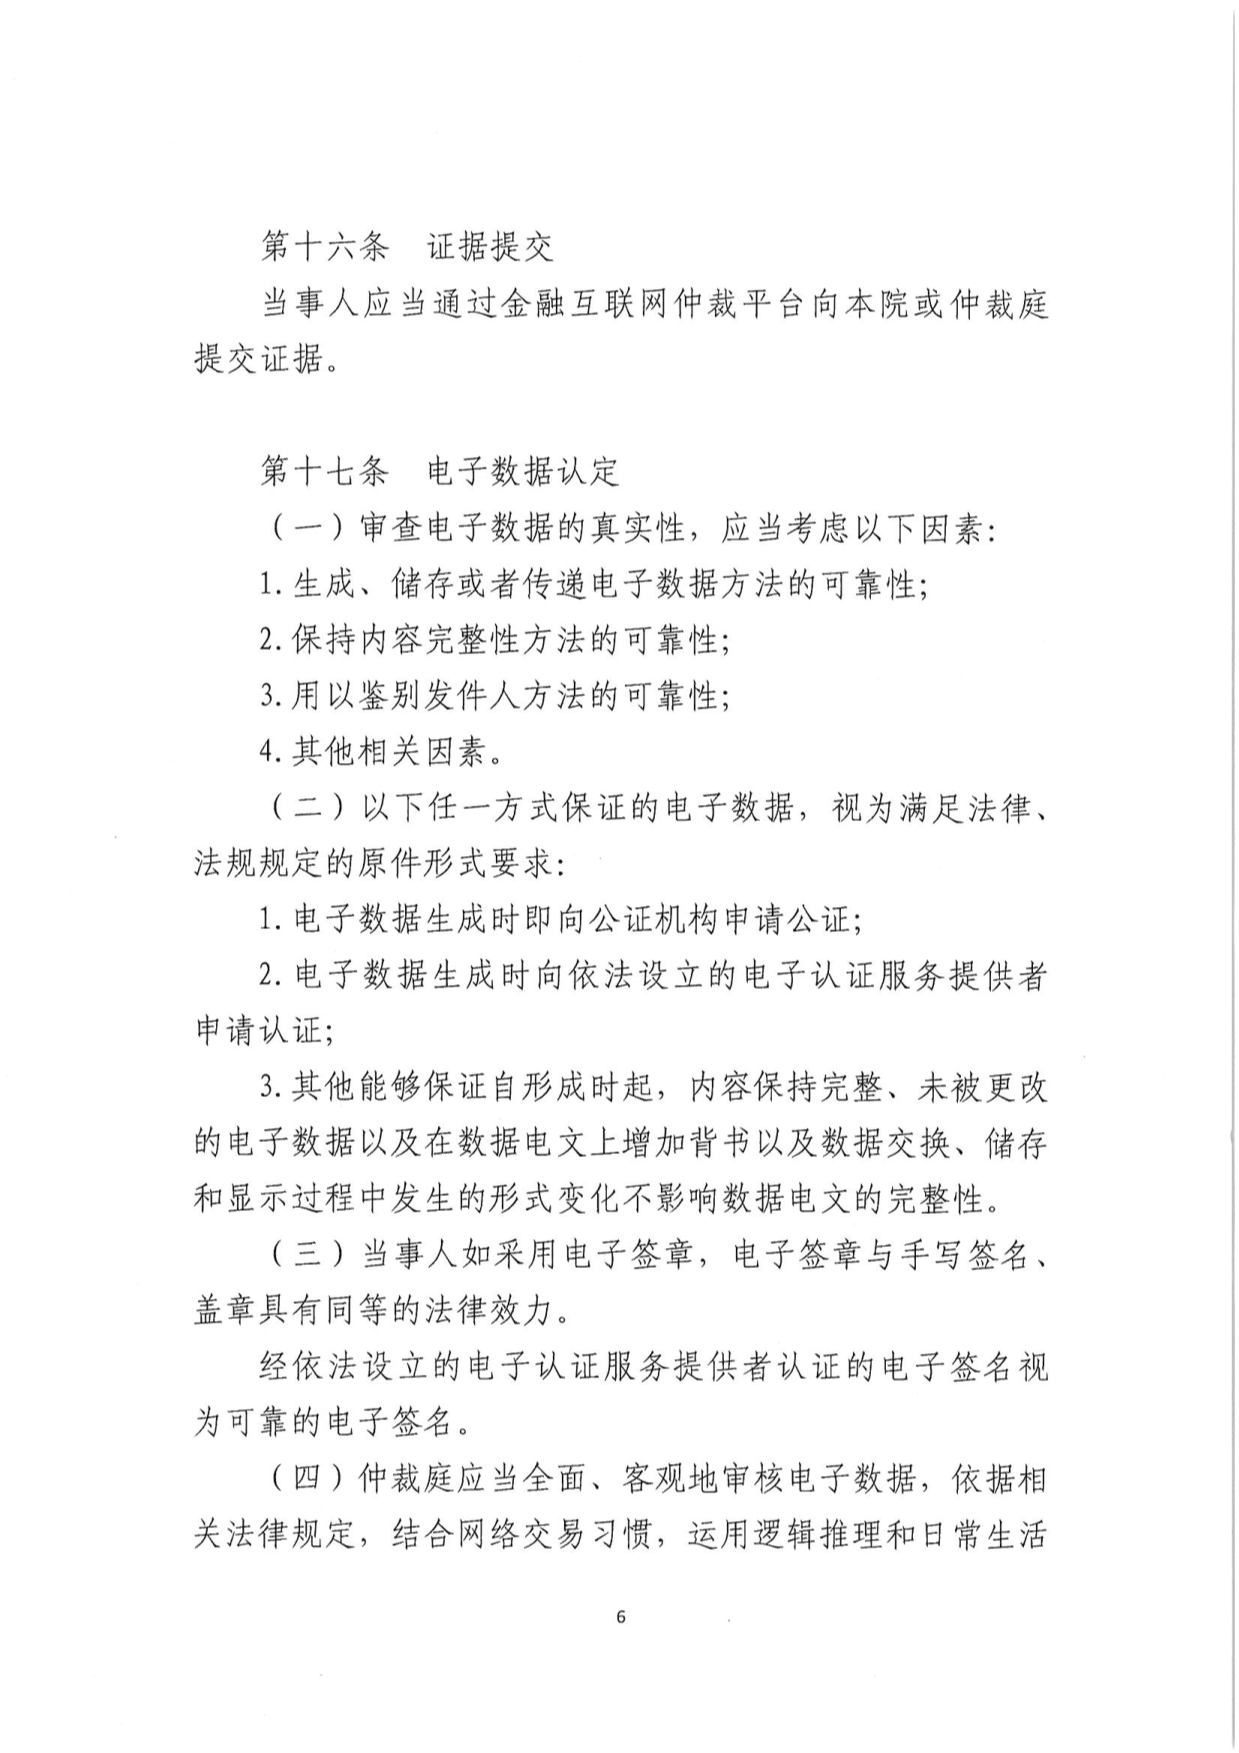 第十六条　证据提交
当事人应当通过金融互联网仲裁平台向本院或仲裁庭
提交证据。
第十七条　电子数据认定
（一）审查电子数据的真实性，应当考虑以下因素：
1.生成、储存或者传递电子数据方法的可靠性；
2.保持内容完整性方法的可靠性；
3.用以鉴别发件人方法的可靠性；
4.其他相关因素。
（二）以下任一方式保证的电子数据，视为满足法律、
法规规定的原件形式要求：
1.电子数据生成时即向公证机构申请公证；
2.电子数据生成时向依法设立的电子认证服务提供者
申请认证；
3.其他能够保证自形成时起，内容保持完整、未被更改
的电子数据以及在数据电文上增加背书以及数据交换、储存
和显示过程中发生的形式变化不影响数据电文的完整性。
（三）当事人如采用电子签章，电子签章与手写签名、
盖章具有同等的法律效力。
经依法设立的电子认证服务提供者认证的电子签名视
为可靠的电子签名。
（四）仲裁庭应当全面、客观地审核电子数据，依据相
关法律规定，结合网络交易习惯，运用逻辑推理和日常生活
6